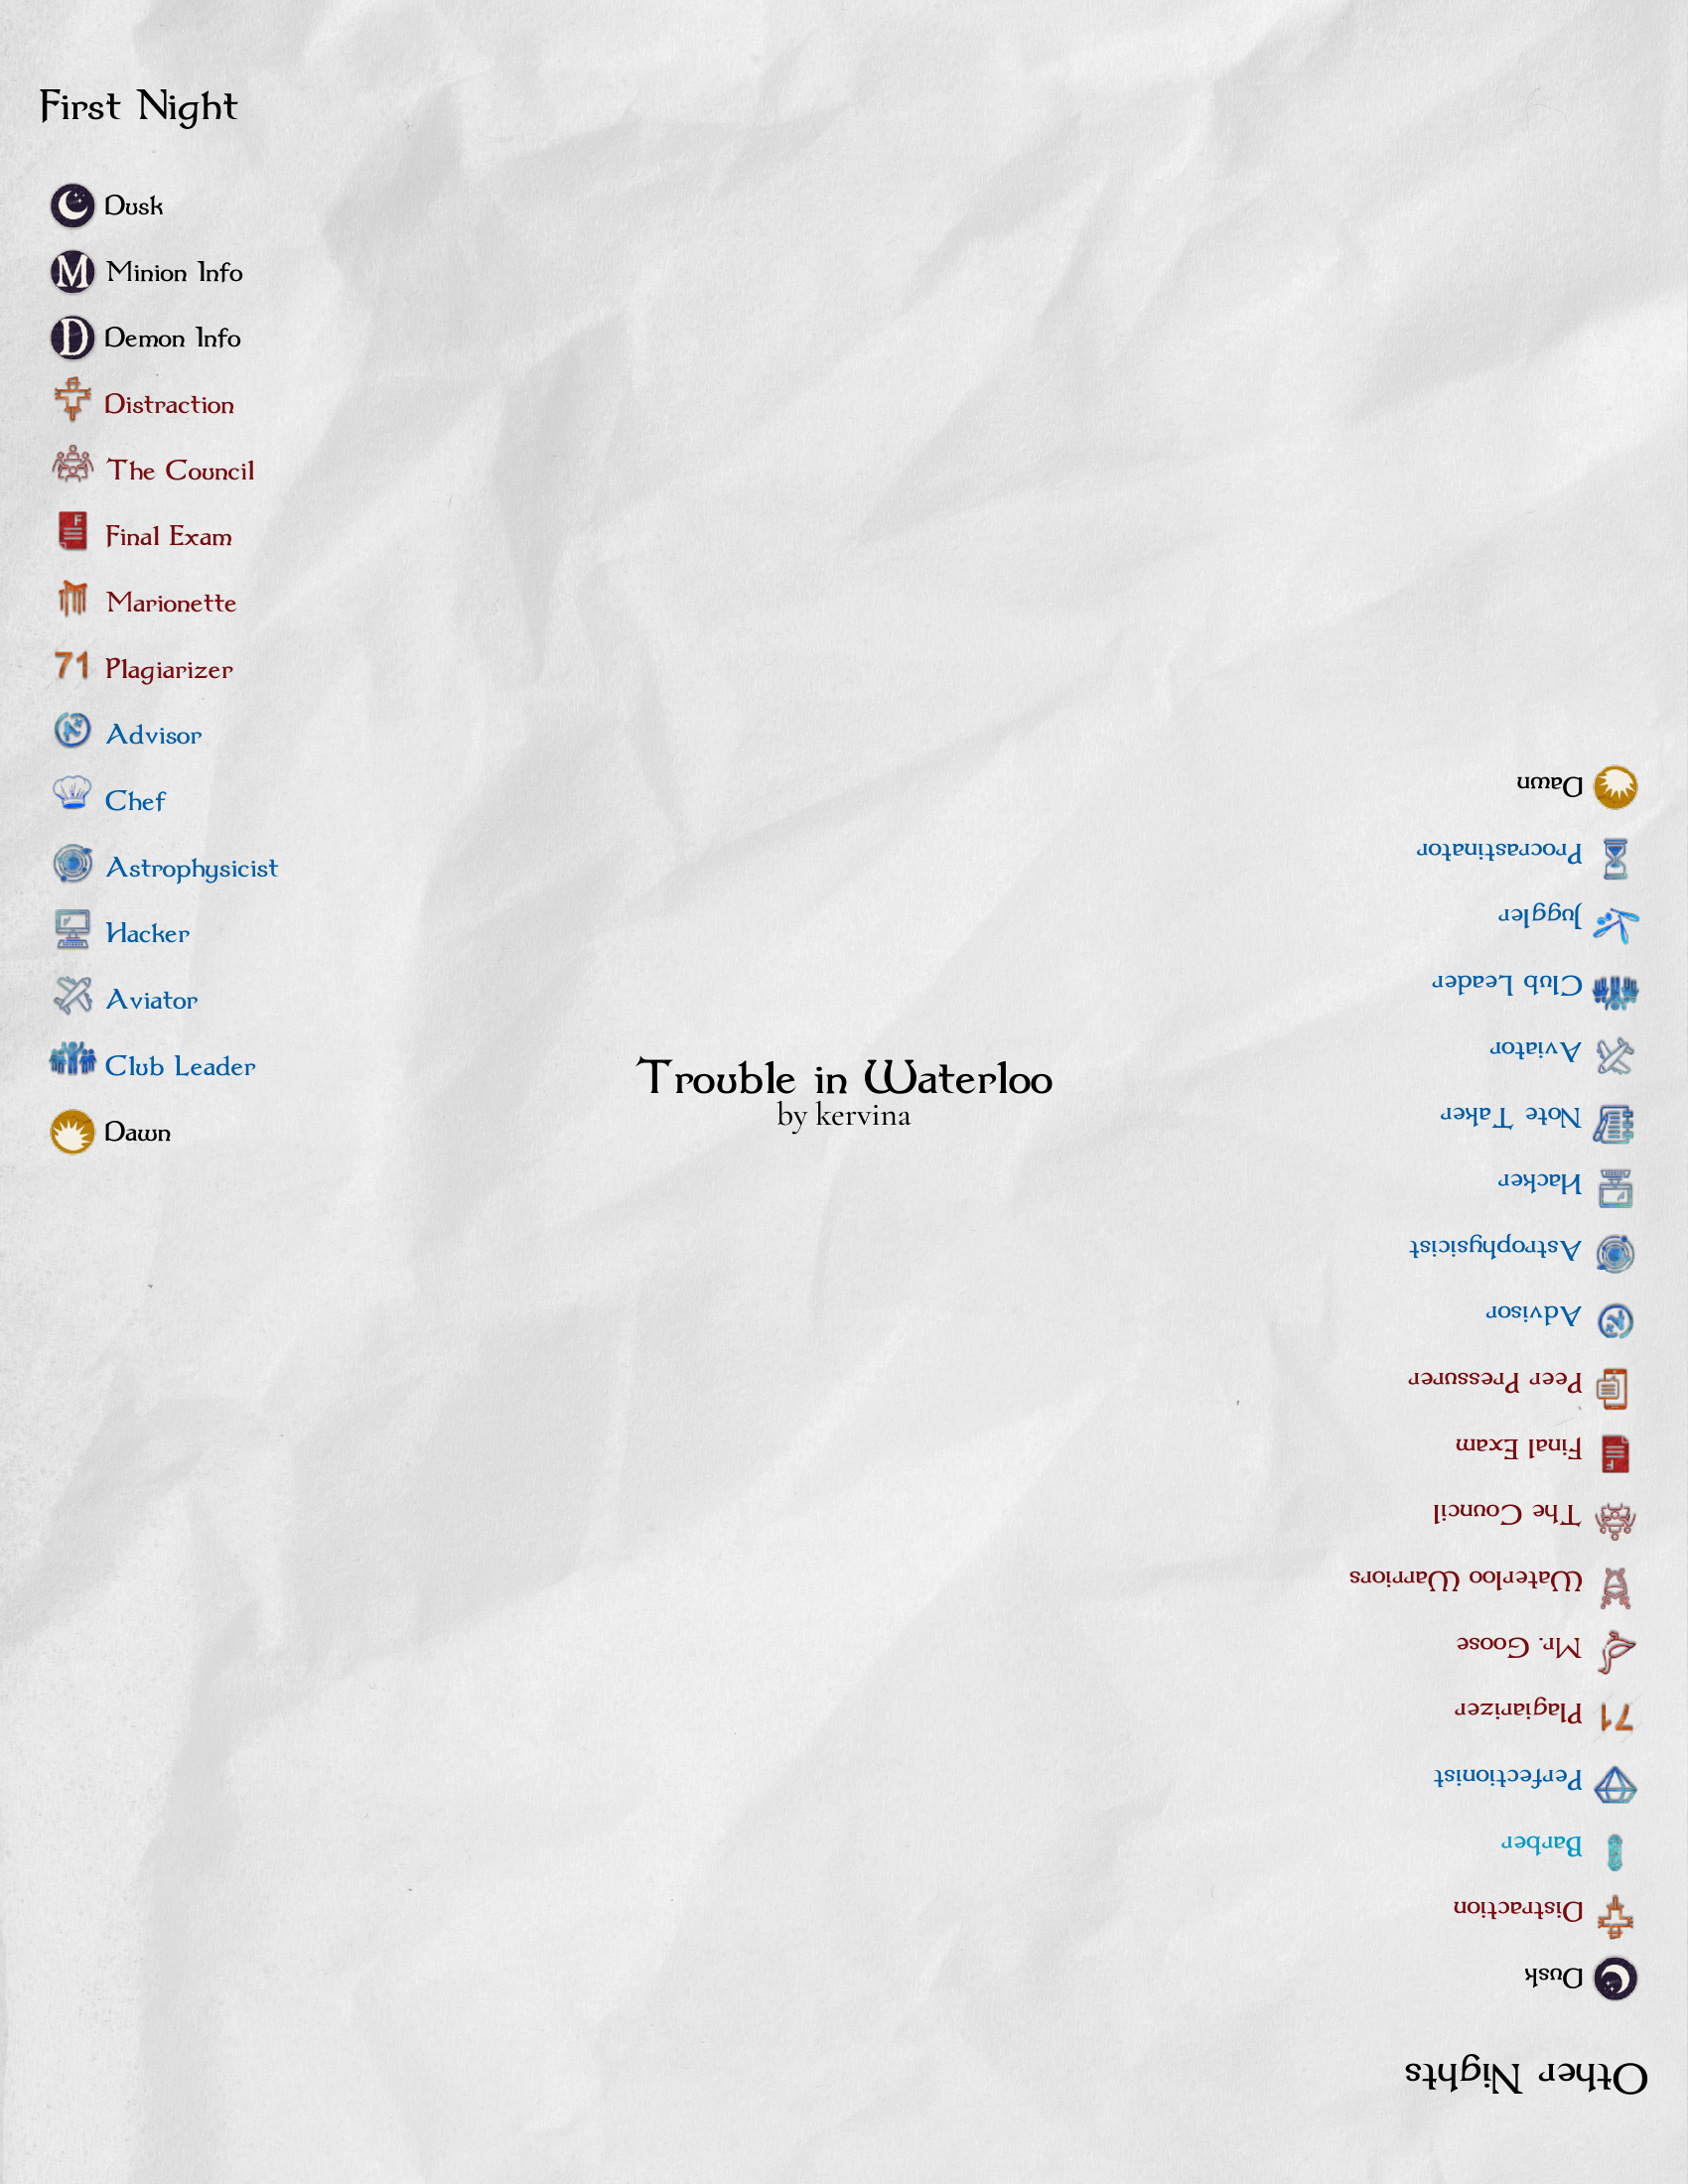 First Night
Dusk
M Minion Info
D Demon Info
Distraction
The Council
F Final Exam
Marionette
71 Plagiarizer
Advisor
Chef
Astrophysicist
Hacker
Aviator
Club Leader
Dawn
Trouble in Waterloo
by kervina
Other Nights
Dusk
Distraction
Barber
Perfectionist
71 Plagiarizer
Mr. Goose
Waterloo Warriors
The Council
F Final Exam
Peer Pressurer
Advisor
Astrophysicist
Hacker
Note Taker
Aviator
Club Leader
Juggler
Procrastinator
Dawn